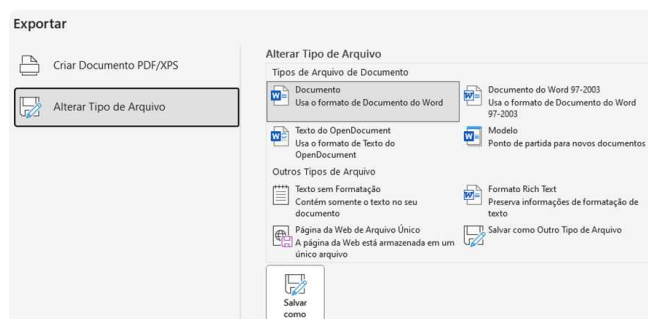 Exportar
Criar Documento PDF/XPS
Alterar Tipo de Arquivo
Alterar Tipo de Arquivo
Tipos de Arquivo de Documento
Documento
Usa o formato de Documento do Word
Documento do Word 97-2003
Usa o formato de Documento do Word
97-2003
Texto do OpenDocument
Usa o formato de Texto do
OpenDocument
Modelo
Ponto de partida para novos documentos
Outros Tipos de Arquivo
Texto sem Formatação
Contém somente o texto no seu
documento
Formato Rich Text
Preserva informações de formatação de
texto
Página da Web de Arquivo Único
A página da Web está armazenada em um
único arquivo
Salvar como Outro Tipo de Arquivo
Salvar
como